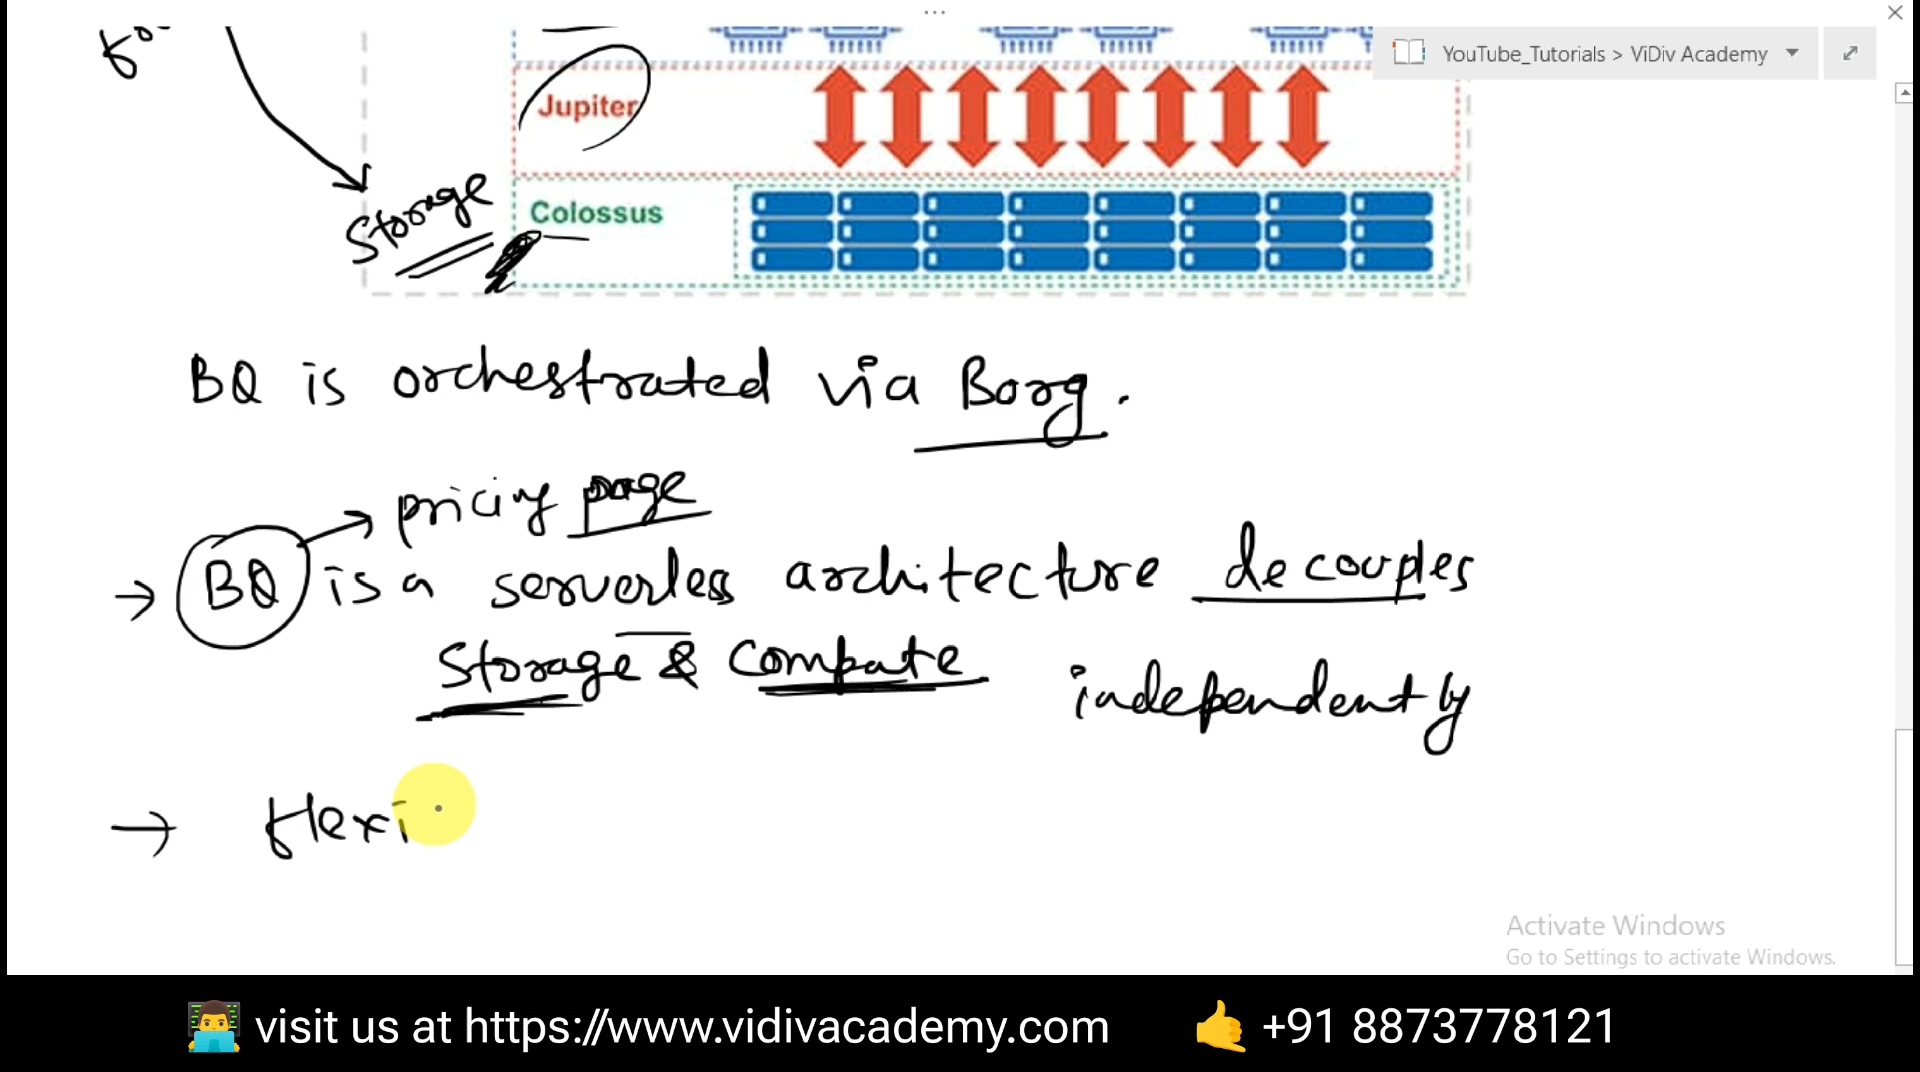 YouTube_Tutorials > ViDiv Academy
Jupiter
Storage
Colossus
BQ is orchestrated via Borg.
pricing page
→ BQ is a serverless architecture decouples
Storage & Compute independently
→ flexi
Activate Windows
Go to Settings to activate Windows.
visit us at https://www.vidivacademy.com +91 8873778121